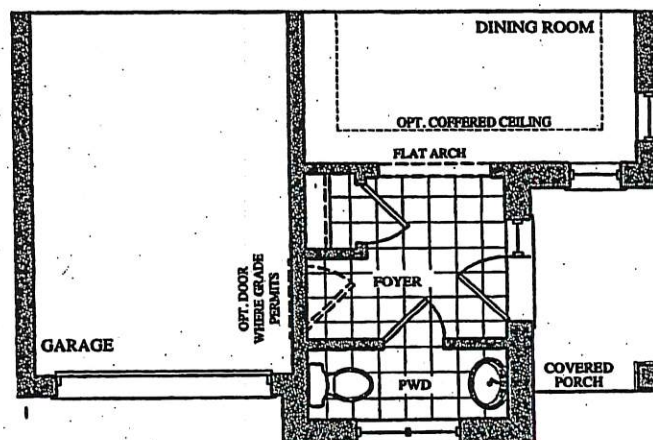 DINING ROOM
OPT. COFFERED CEILING
FLAT ARCH
OPT. DOOR
WHERE GRADE
PERMITS
FOYER
GARAGE
PWD
COVERED
PORCH